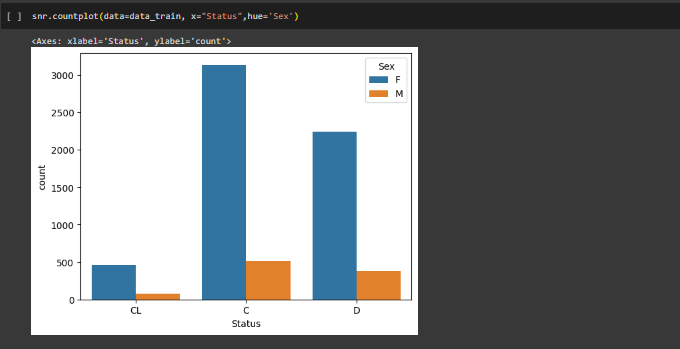 [ ] snr.countplot(data=data_train, x="Status",hue='Sex')
<Axes: xlabel='Status', ylabel='count'>
Sex
F
M
3000
2500
2000
1500
1000
500
0
count
CL C D
Status